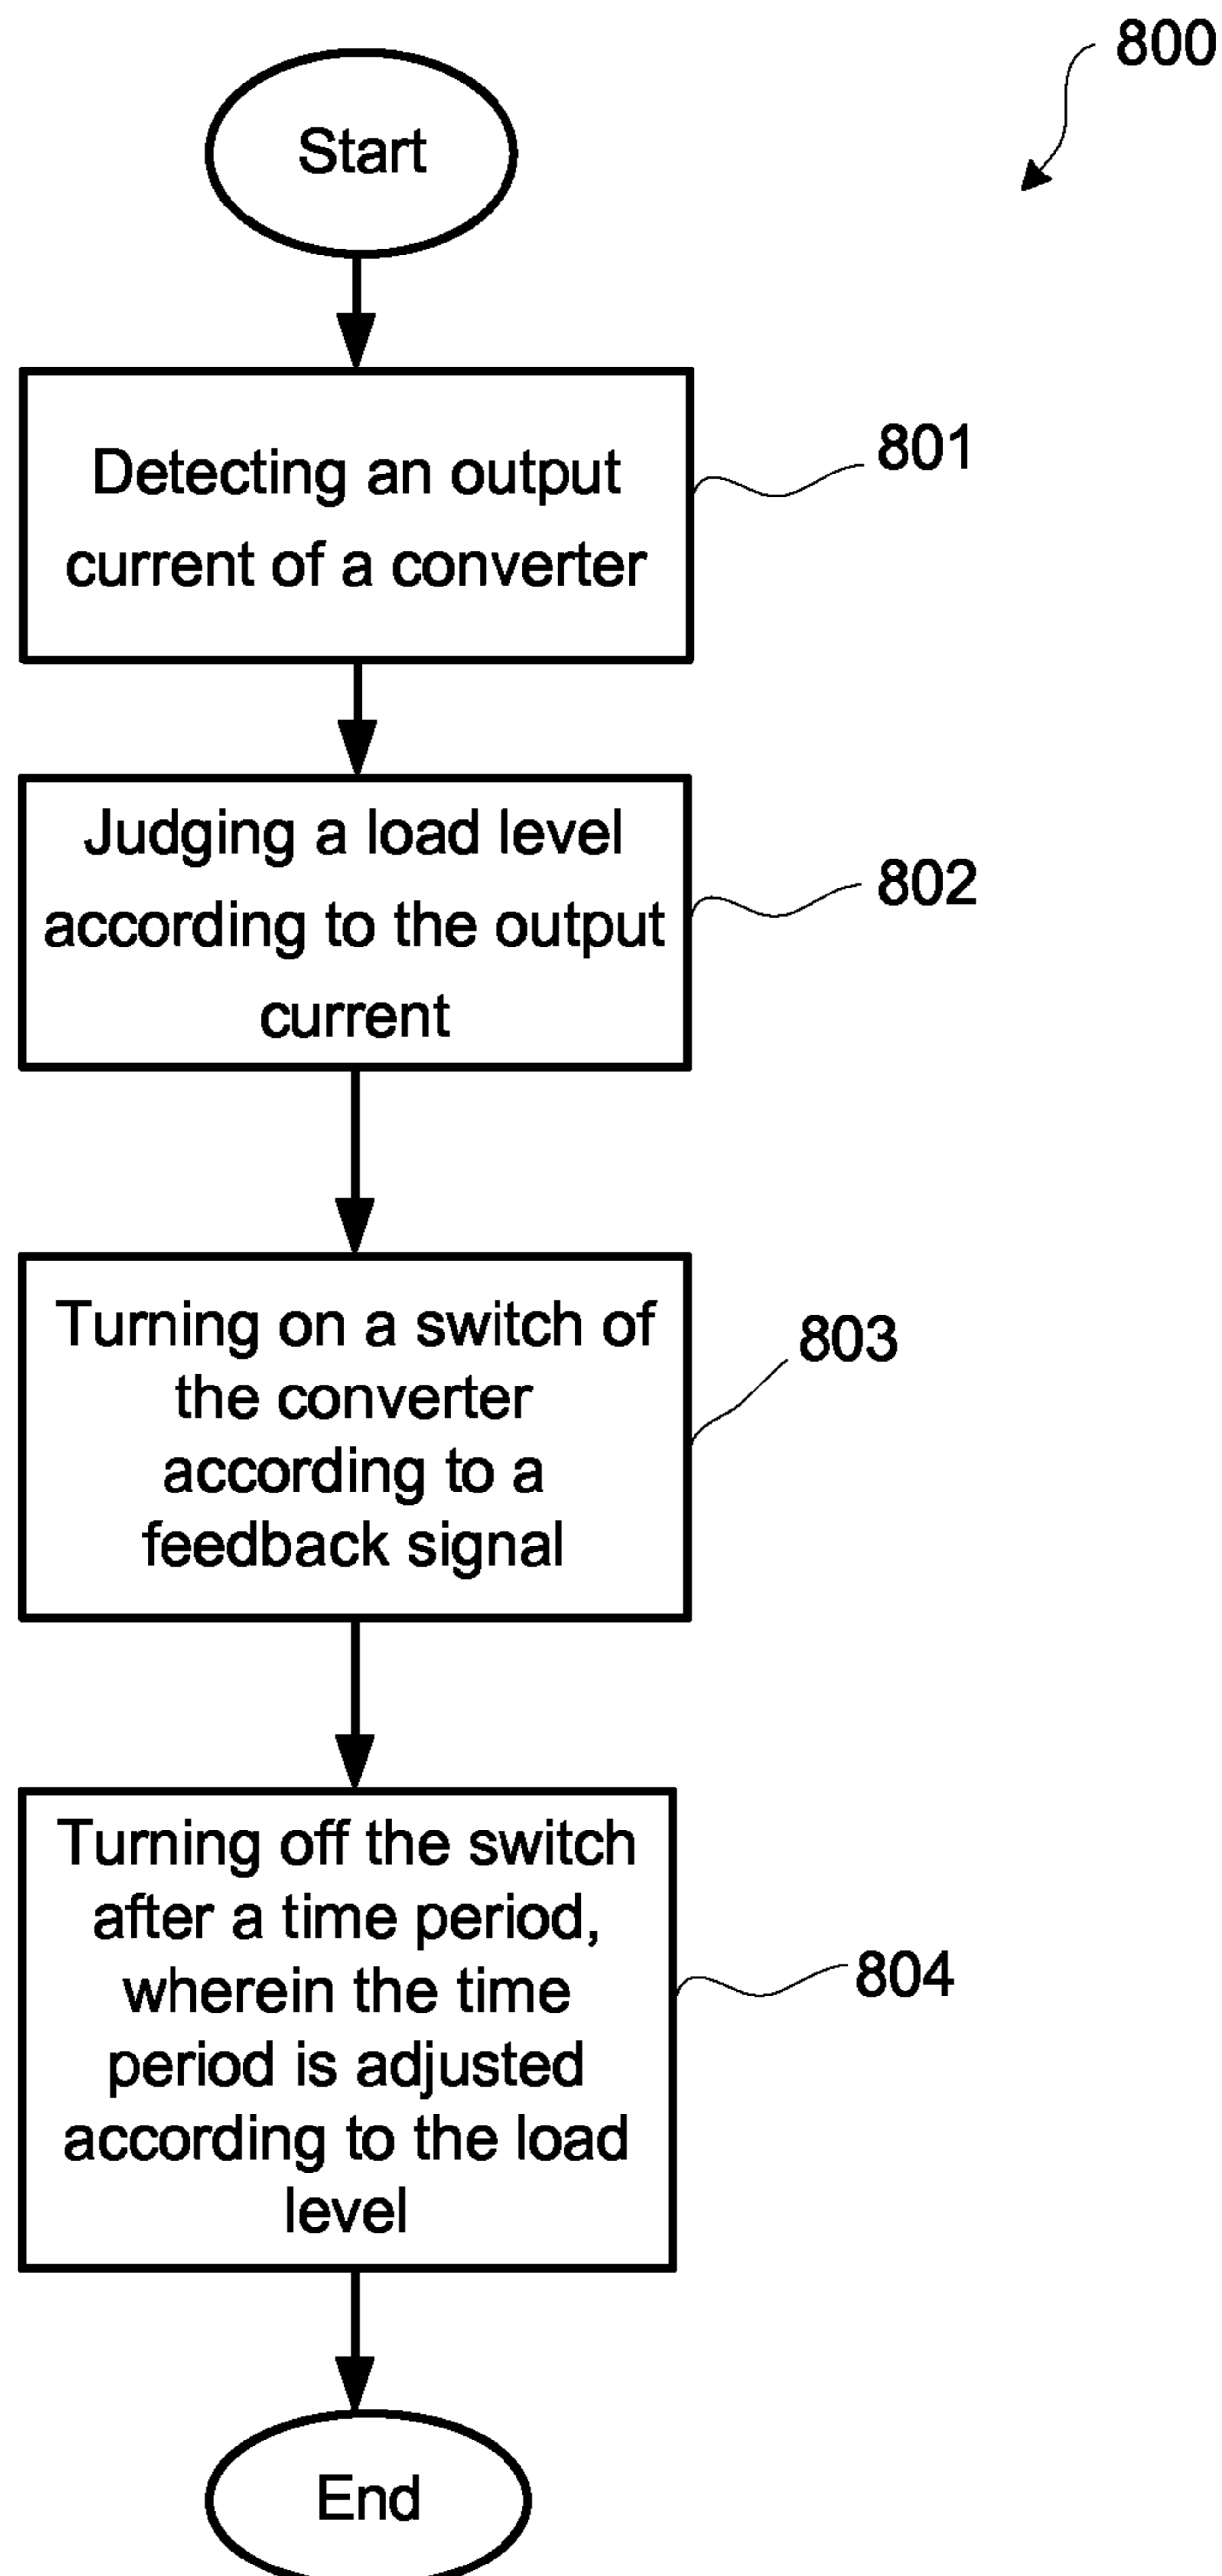 800
Start
Detecting an output
current of a converter
801
Judging a load level
according to the output
current
802
Turning on a switch of
the converter
according to a
feedback signal
803
Turning off the switch
after a time period,
wherein the time
period is adjusted
according to the load
level
804
End